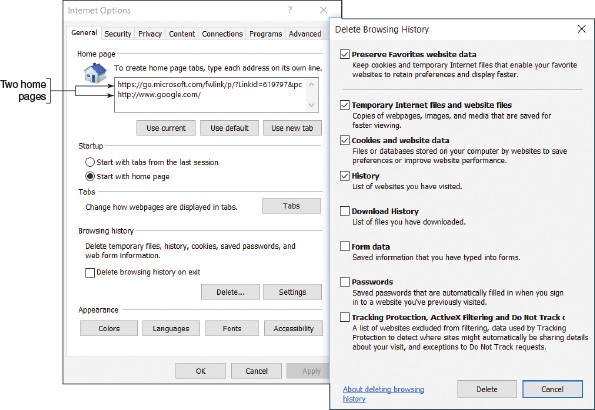 Internet Options
General Security Privacy Content Connections Programs Advanced
Home page
To create home page tabs, type each address on its own line.
Two home
pages
https://go.microsoft.com/fwlink/p/?LinkId=619797&pc
http://www.google.com/
Use current Use default Use new tab
Startup
Start with tabs from the last session
Start with home page
Tabs
Change how webpages are displayed in tabs.
Tabs
Browsing history
Delete temporary files, history, cookies, saved passwords, and
web form information.
Delete browsing history on exit
Delete... Settings
Appearance
Colors Languages Fonts Accessibility
OK Cancel Apply
Delete Browsing History
Preserve Favorites website data
Keep cookies and temporary Internet files that enable your favorite
websites to retain preferences and display faster.
Temporary Internet files and website files
Copies of webpages, images, and media that are saved for
faster viewing.
Cookies and website data
Files or databases stored on your computer by websites to save
preferences or improve website performance.
History
List of websites you have visited.
Download History
List of files you have downloaded.
Form data
Saved information that you have typed into forms.
Passwords
Saved passwords that are automatically filled in when you sign
in to a website you've previously visited.
Tracking Protection, ActiveX Filtering and Do Not Track
A list of websites excluded from filtering, data used by Tracking
Protection to detect where sites might automatically be sharing details
about your visit, and exceptions to Do Not Track requests.
About deleting browsing
history
Delete Cancel